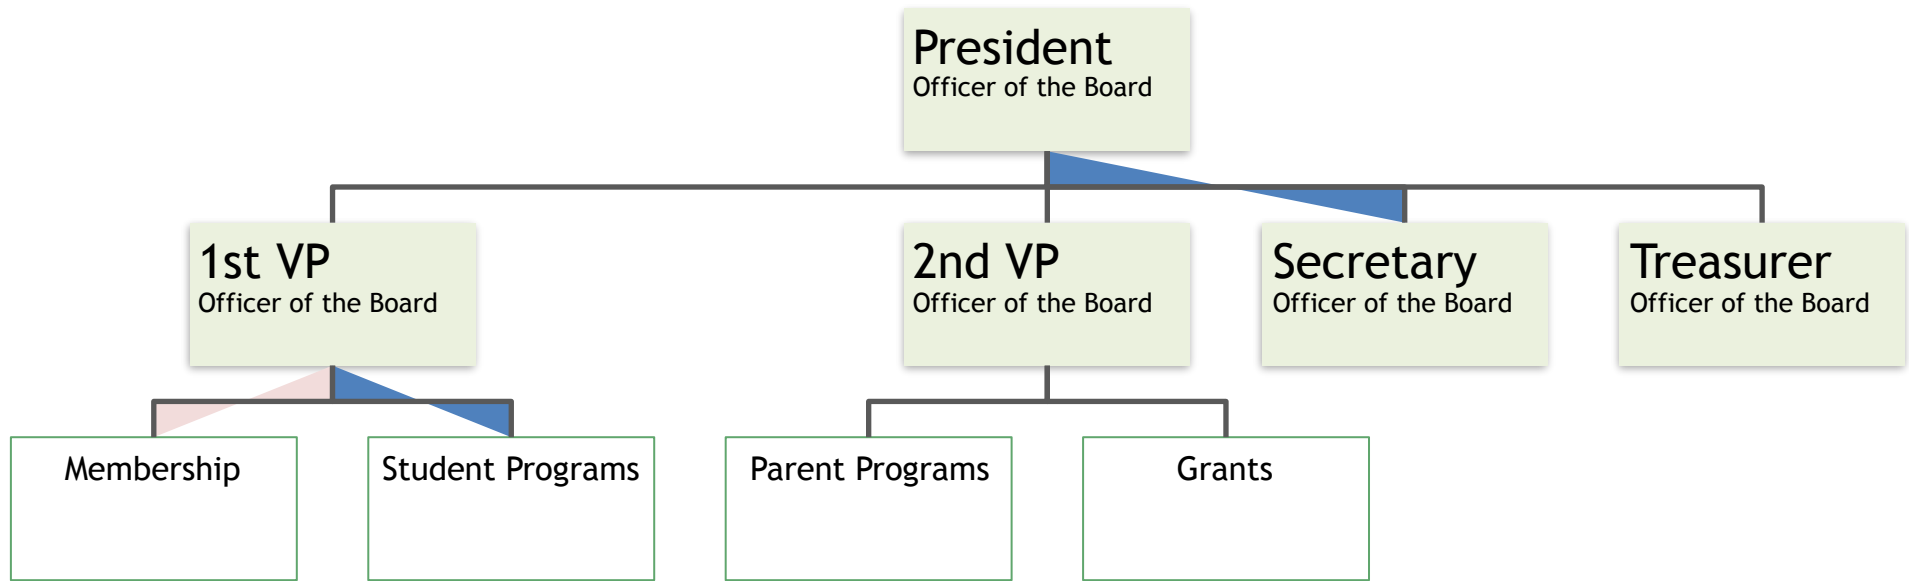 President
Officer of the Board
1st VP
Officer of the Board
2nd VP
Officer of the Board
Secretary
Officer of the Board
Treasurer
Officer of the Board
Membership
Student Programs
Parent Programs
Grants